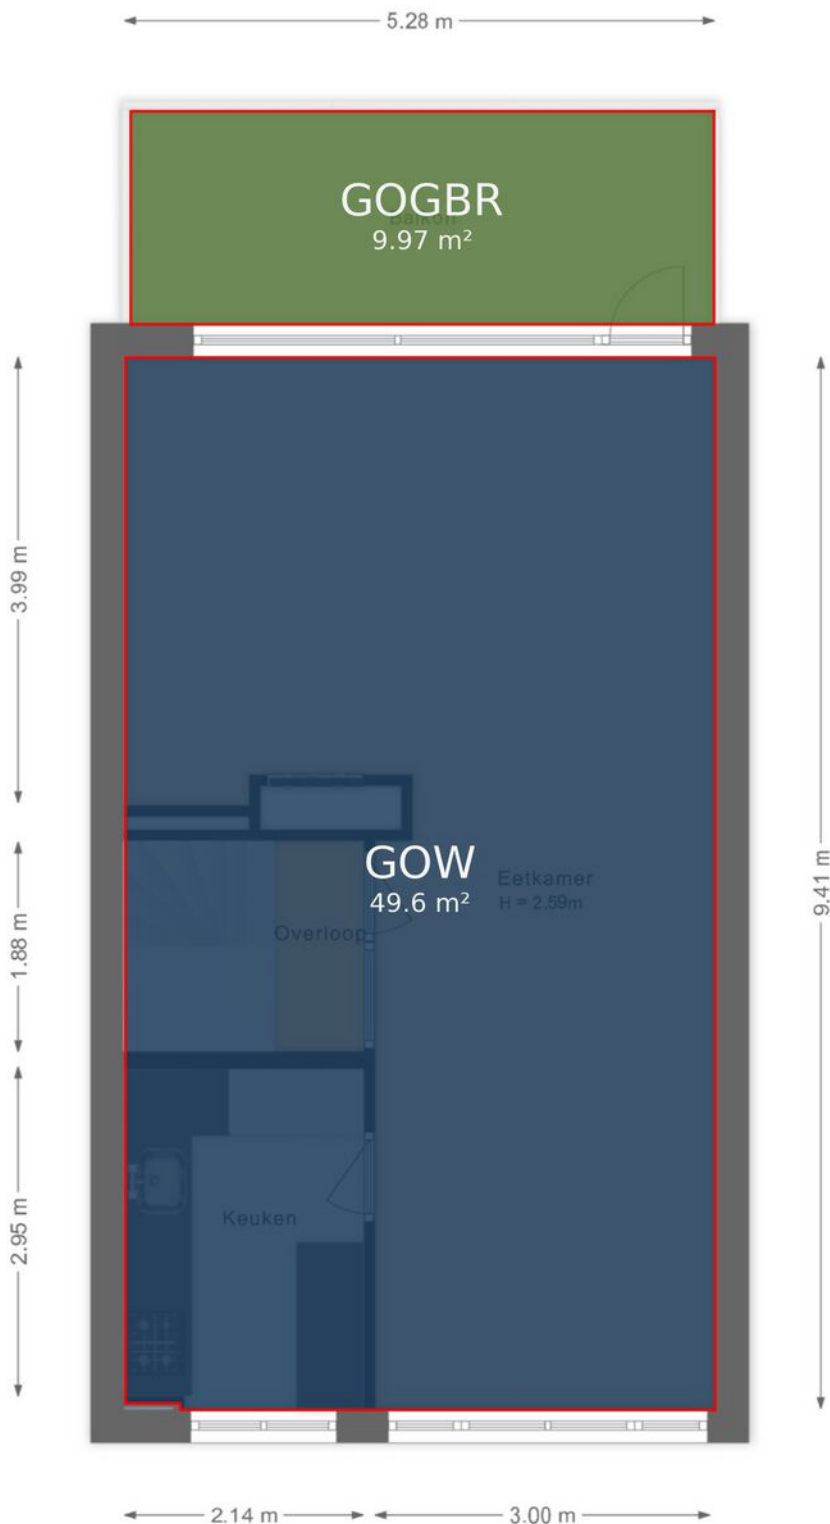 5.28 m
GOGBR
Balkon
9.97 m²
3.99 m
9.41 m
GOW
49.6 m²
Eetkamer
H = 2.59m
Overloop
1.88 m
2.95 m
Keuken
2.14 m
3.00 m